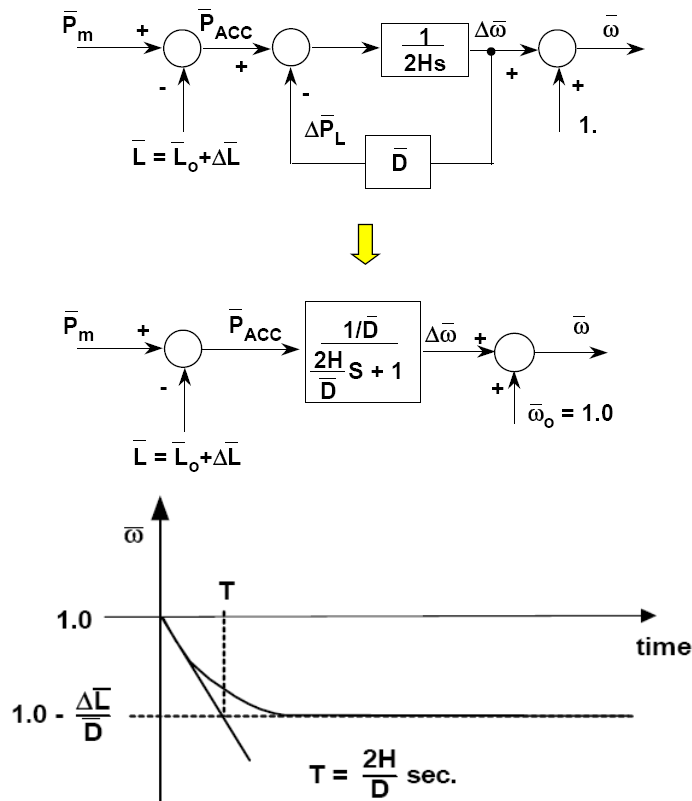 P̅m
+
P̅ACC
+
1
2Hs
Δω̅
+
ω̅
-
-
+
L̅ = L̅o+ΔL̅
ΔP̅L
D̅
1.
P̅m
+
P̅ACC
1/D̅
2H
D̅
S + 1
Δω̅
+
ω̅
-
+
ω̅o = 1.0
L̅ = L̅o+ΔL̅
ω̅
T
1.0
time
1.0 - ΔL̅
D̅
T = 2H
D̅
sec.